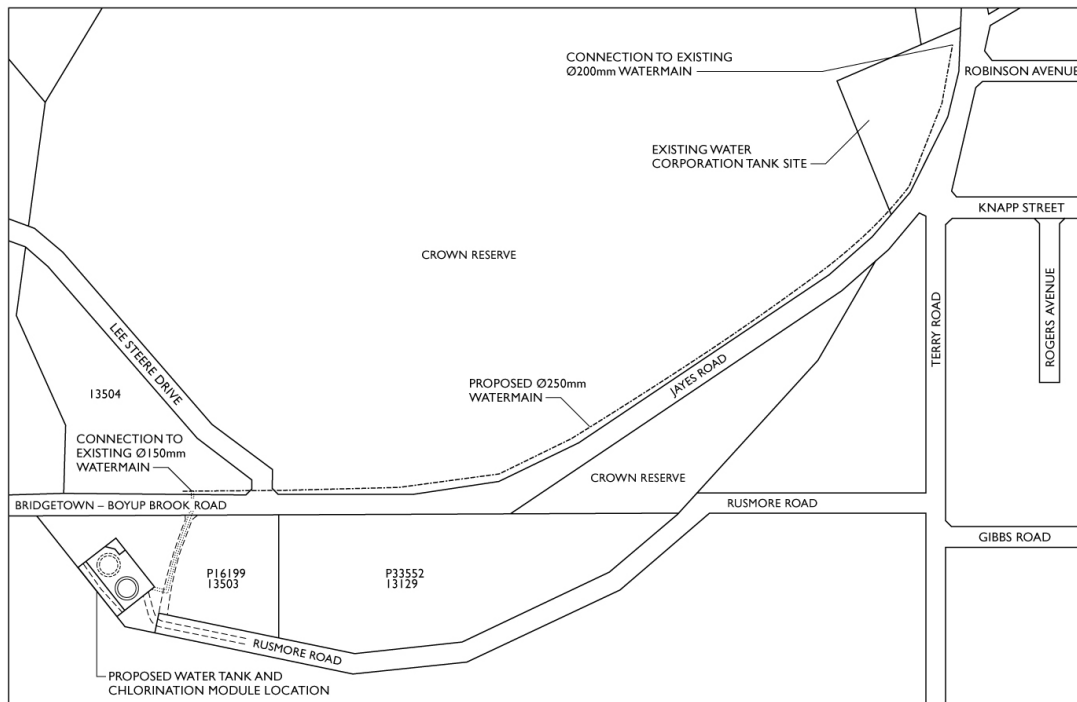 CONNECTION TO EXISTING
Ø200mm WATERMAIN
ROBINSON AVENUE
EXISTING WATER
CORPORATION TANK SITE
KNAPP STREET
CROWN RESERVE
ROGERS AVENUE
TERRY ROAD
LEE STEERE DRIVE
JAYES ROAD
PROPOSED Ø250mm
WATERMAIN
13504
CONNECTION TO
EXISTING Ø150mm
WATERMAIN
CROWN RESERVE
BRIDGETOWN – BOYUP BROOK ROAD
RUSMORE ROAD
GIBBS ROAD
P16199
13503
P33552
13129
RUSMORE ROAD
PROPOSED WATER TANK AND
CHLORINATION MODULE LOCATION